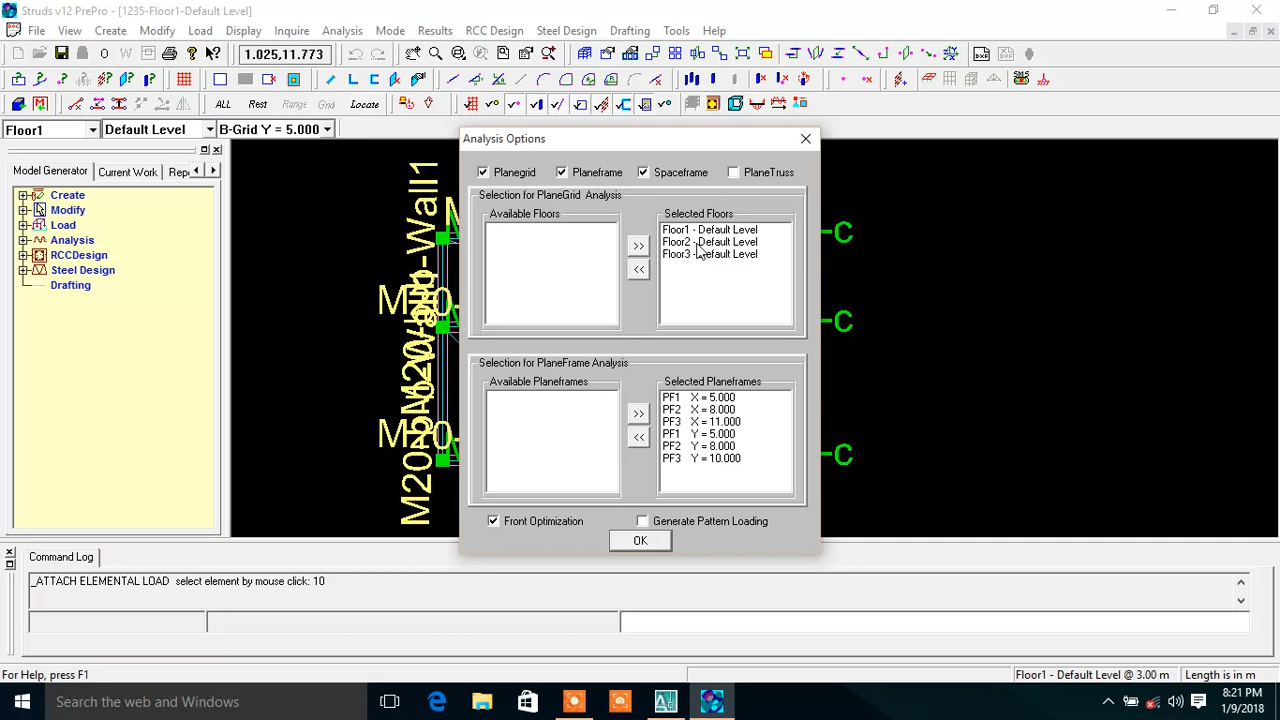 Struds v12 PrePro - [1235-Floor1-Default Level]
File View Create Modify Load Display Inquire Analysis Mode Results RCC Design Steel Design Drafting Tools Help
1.025,11.773
ALL Rest Range Grid Locate
Floor1 Default Level B-Grid Y = 5.000
Model Generator Current Work Rep
Create
Modify
Load
Analysis
RCCDesign
Steel Design
Drafting
Analysis Options
Planegrid Planeframe Spaceframe PlaneTruss
Selection for PlaneGrid Analysis
Available Floors Selected Floors
Floor1 - Default Level
Floor2 - Default Level
Floor3 - Default Level
>>
<<
Selection for PlaneFrame Analysis
Available Planeframes Selected Planeframes
PF1 X = 5.000
PF2 X = 8.000
PF3 X = 11.000
PF1 Y = 5.000
PF2 Y = 8.000
PF3 Y = 10.000
>>
<<
Front Optimization Generate Pattern Loading
OK
C
C
C
Command Log
_ATTACH ELEMENTAL LOAD select element by mouse click: 10
For Help, press F1 Floor1 - Default Level @ 3.00 m Length is in m
Search the web and Windows
8:21 PM
1/9/2018